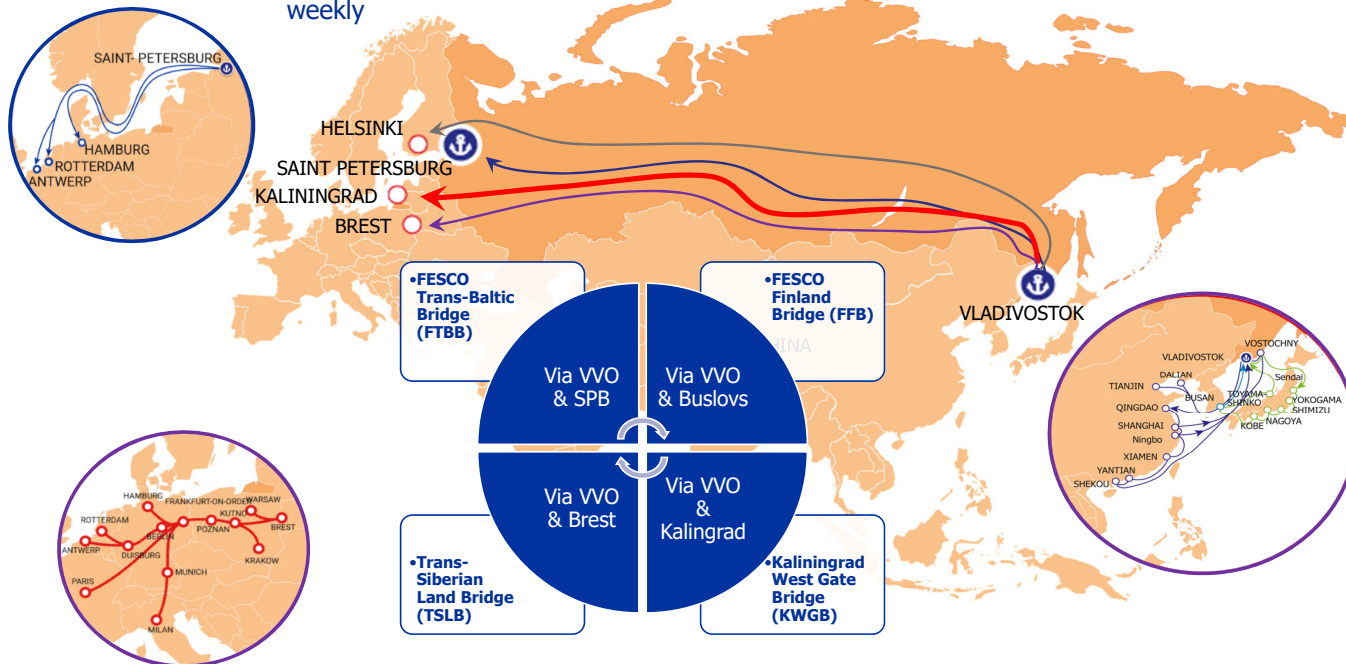 weekly
SAINT- PETERSBURG
HAMBURG
ROTTERDAM
ANTWERP
HELSINKI
SAINT PETERSBURG
KALININGRAD
BREST
VLADIVOSTOK
•FESCO
Trans-Baltic
Bridge
(FTBB)
•FESCO
Finland
Bridge (FFB)
Via VVO
& SPB
Via VVO
& Buslovs
Via VVO
& Brest
Via VVO
&
Kalingrad
•Trans-
Siberian
Land Bridge
(TSLB)
•Kaliningrad
West Gate
Bridge
(KWGB)
VOSTOCHNY
VLADIVOSTOK
DALIAN
TIANJIN
Sendai
TOYAMA-
SHINKO
BUSAN
YOKOGAMA
QINGDAO
SHIMIZU
NAGOYA
KOBE
SHANGHAI
Ningbo
XIAMEN
YANTIAN
SHEKOU
HAMBURG
FRANKFURT-ON-ORDER
WARSAW
KUTNO
ROTTERDAM
POZNAN
BREST
BERLIN
ANTWERP
DUISBURG
KRAKOW
PARIS
MUNICH
MILAN